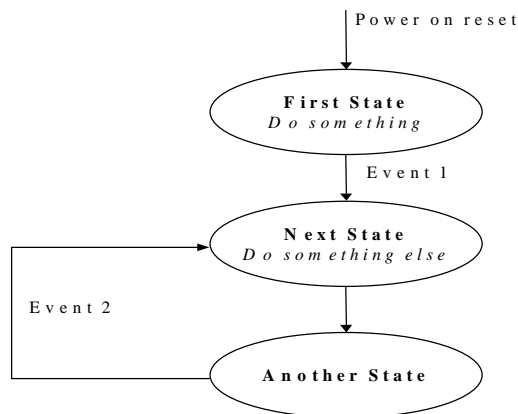 Power on reset
First State
Do something
Event 1
Next State
Do something else
Event 2
Another State